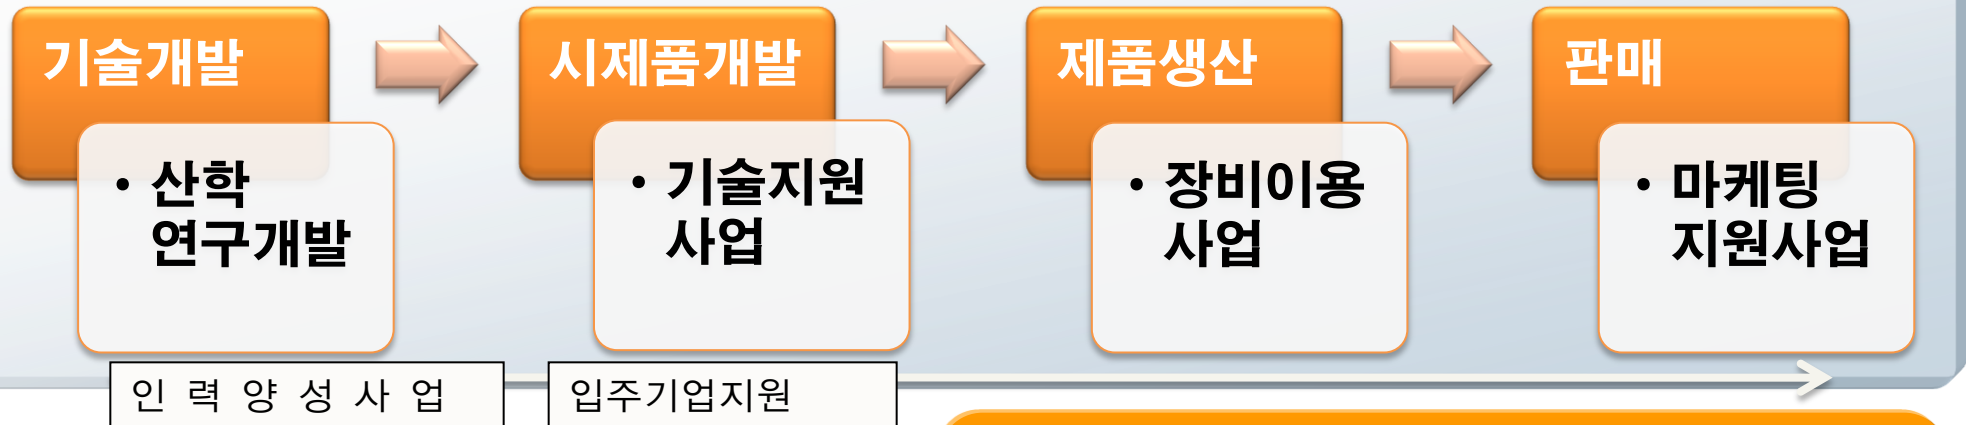 기술개발
시제품개발
제품생산
판매
• 산학
연구개발
• 기술지원
사업
• 장비이용
사업
• 마케팅
지원사업
인 력 양 성 사 업
입주기업지원